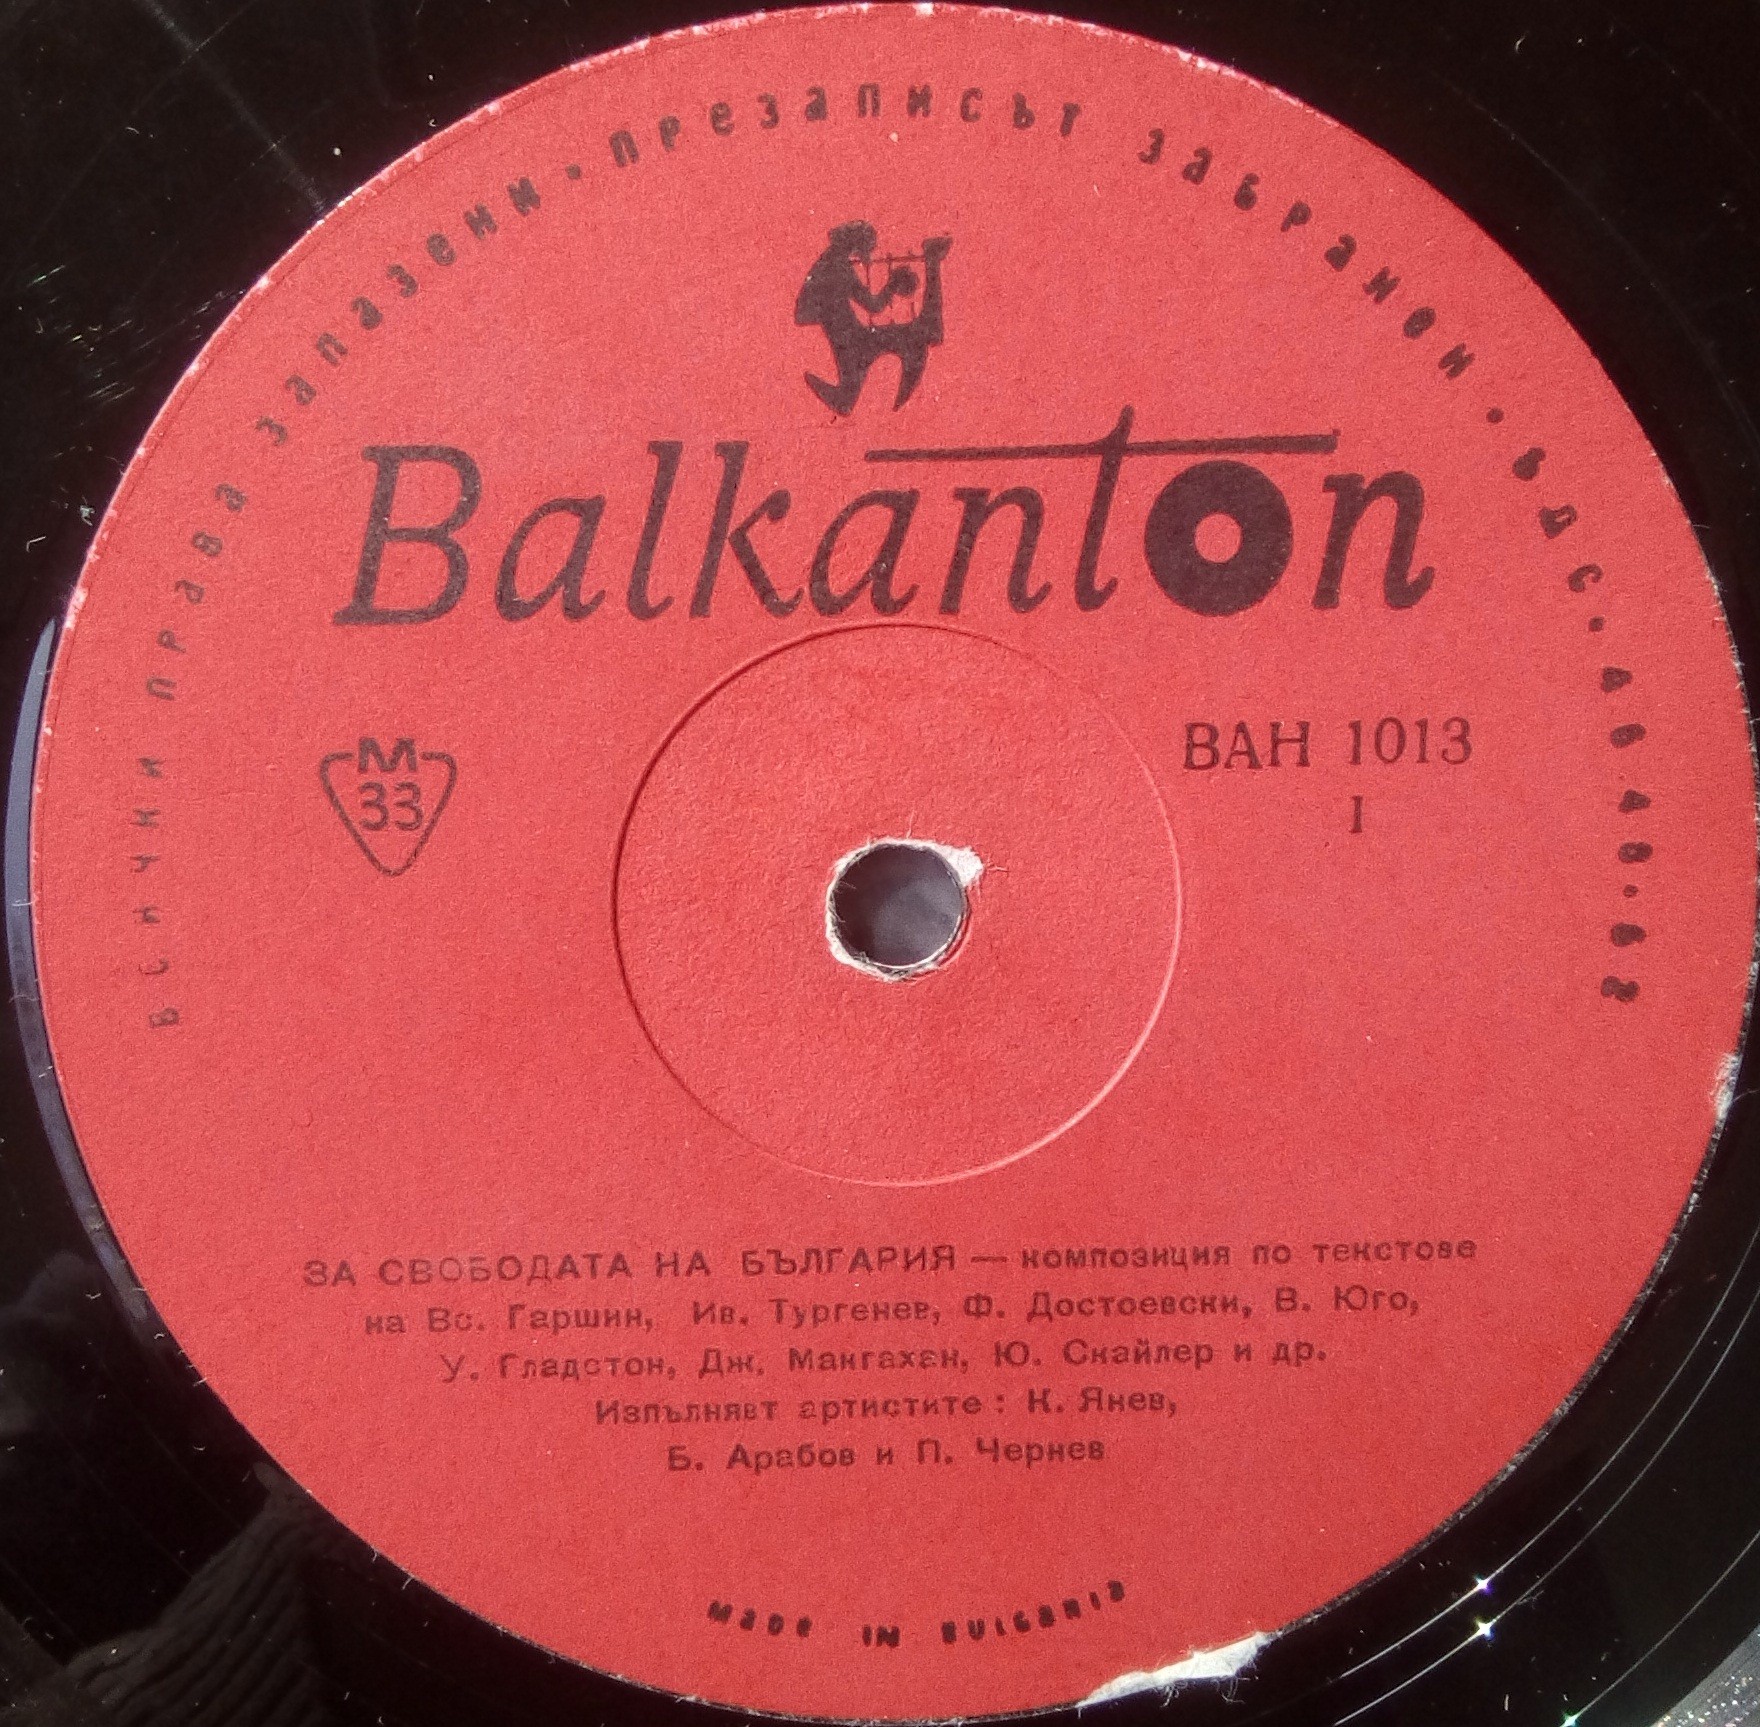 ВСИЧКИ ПРАВА ЗАПАЗЕНИ · ПРЕЗАПИСЪТ ЗАБРАНЕН · БДС
Balkanton
М
33
ВАН 1013
I
ЗА СВОБОДАТА НА БЪЛГАРИЯ — композиция по текстове
на Вс. Гаршин, Ив. Тургенев, Ф. Достоевски, В. Юго,
У. Гладстон, Дж. Мангахан, Ю. Скайлер и др.
Изпълняват артистите : К. Янев,
Б. Арабов и П. Чернев
MADE IN BULGARIA